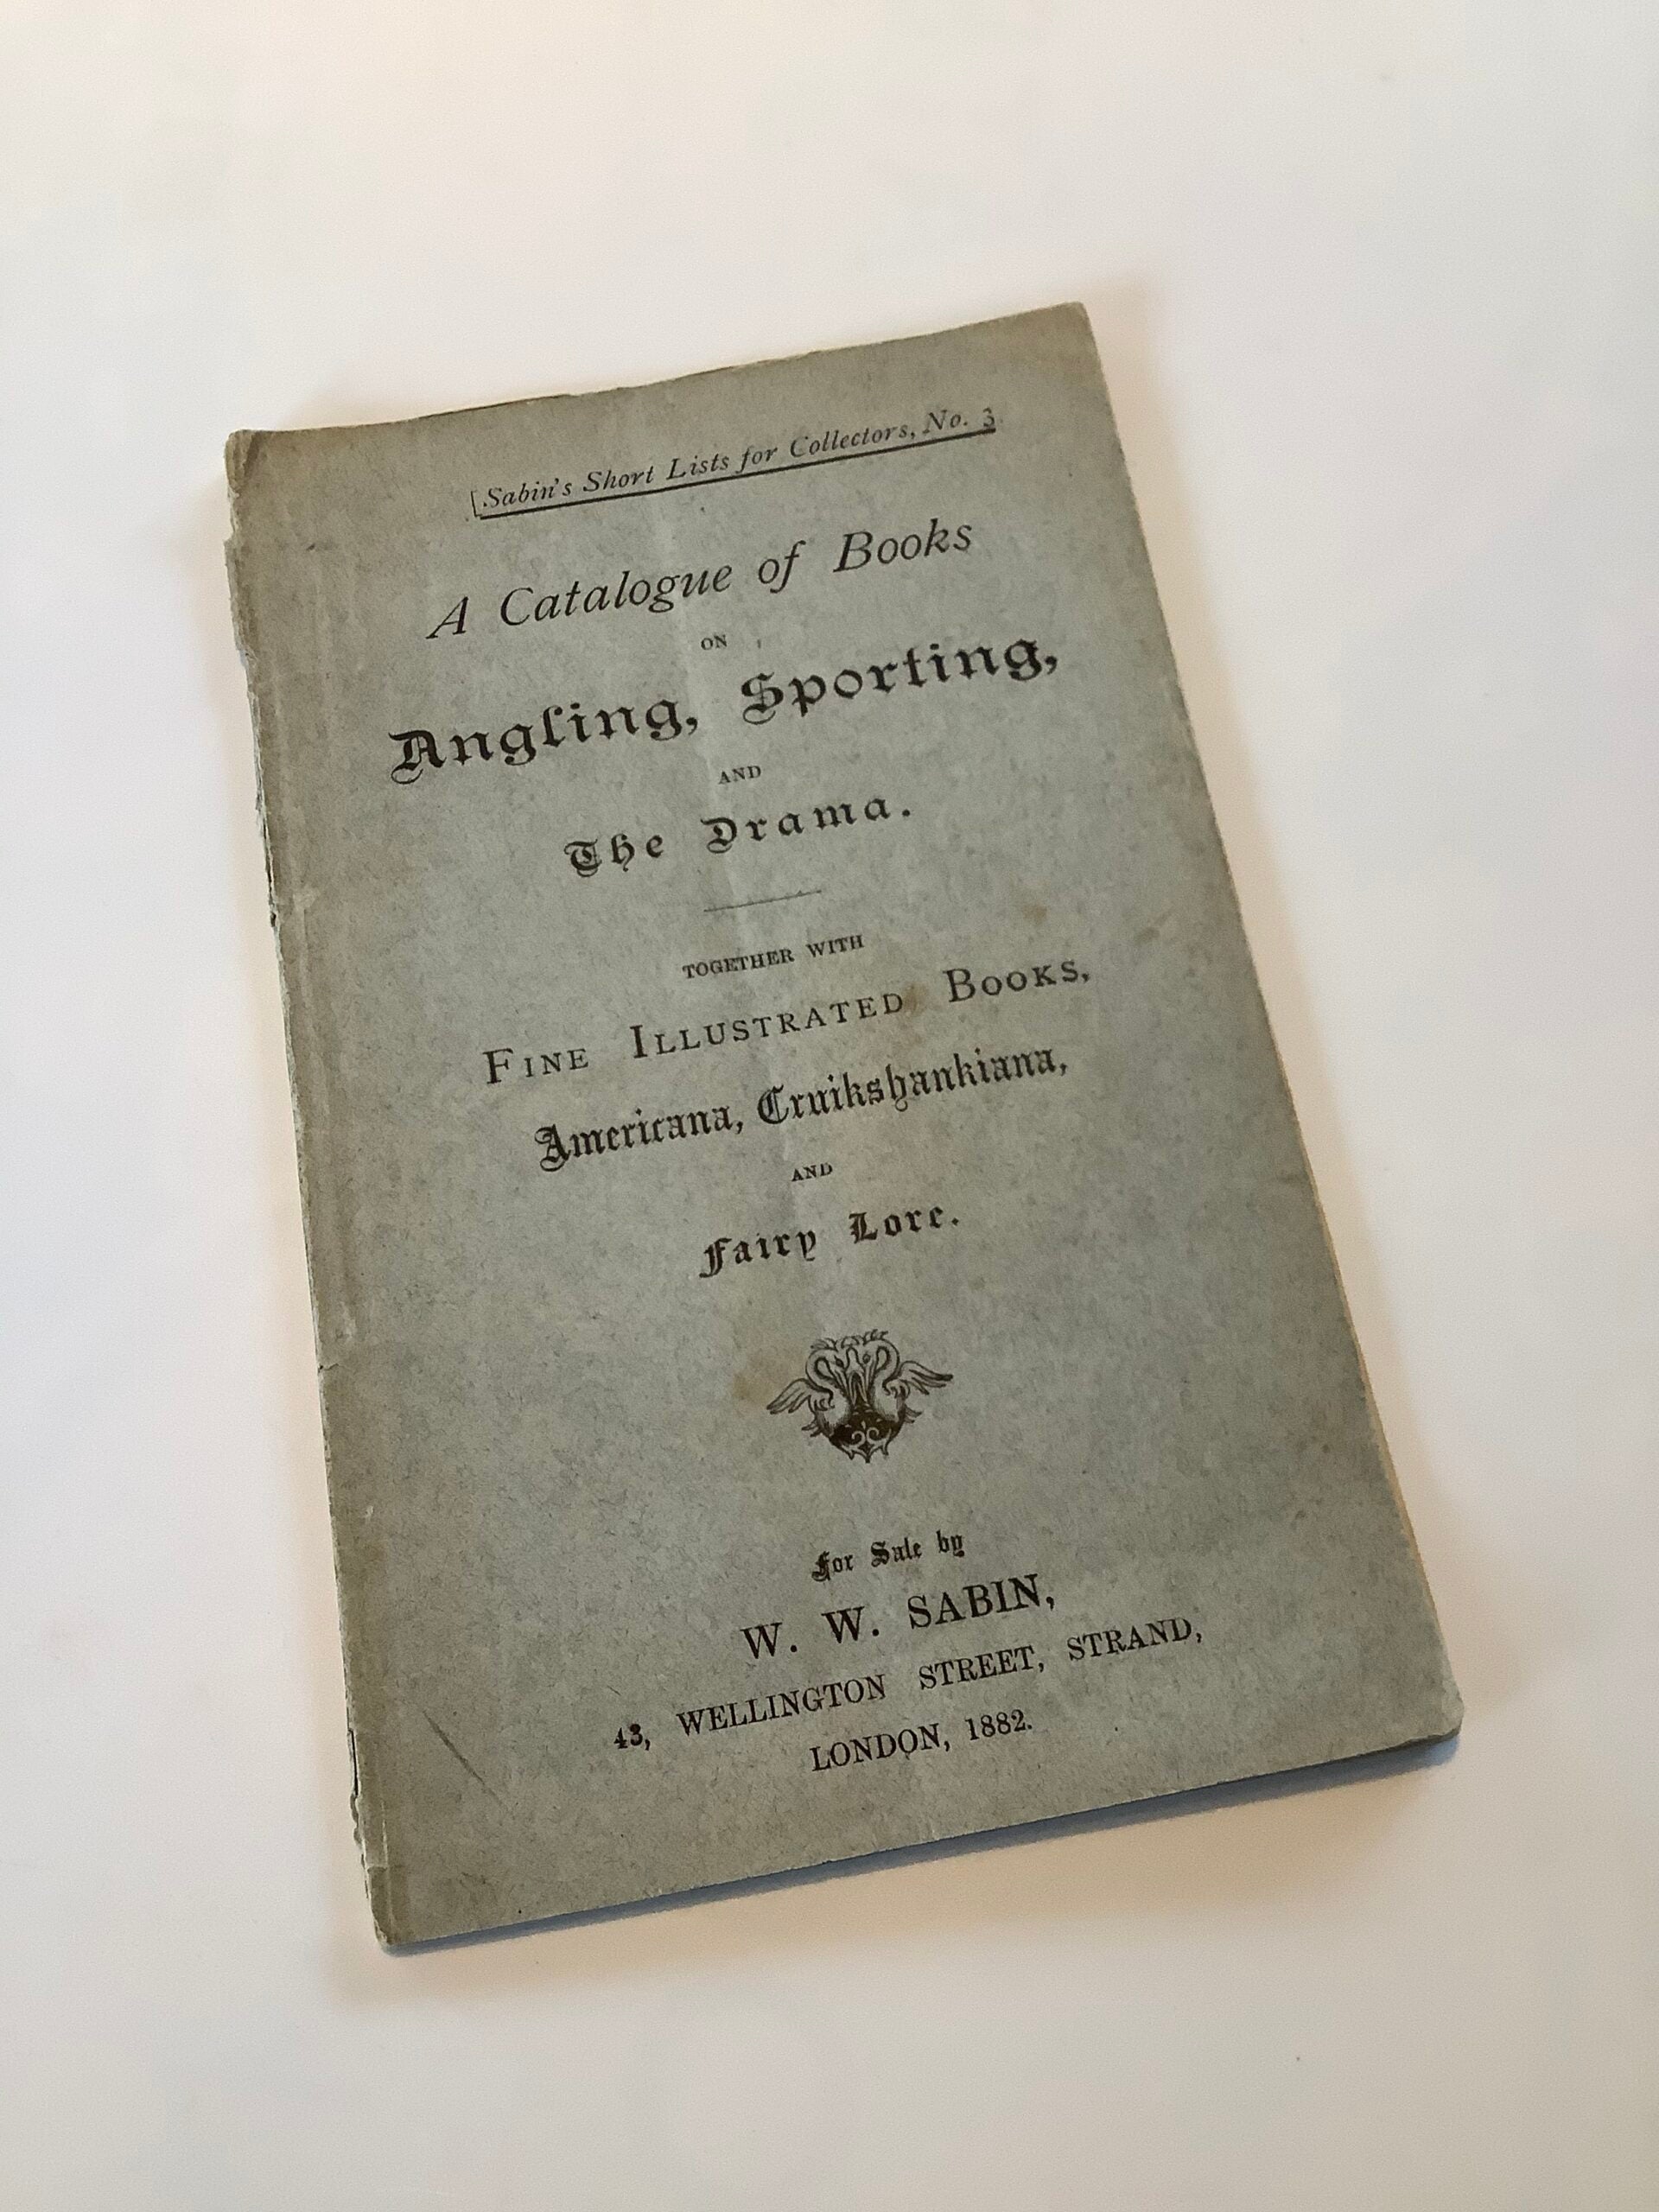 [Sabin's Short Lists for Collectors, No. 3
A Catalogue of Books
ON
Angling, Sporting,
AND
The Drama.
TOGETHER WITH
FINE ILLUSTRATED BOOKS,
Americana, Cruikshankiana,
AND
Fairy Lore.
For Sale by
W. W. SABIN,
43, WELLINGTON STREET, STRAND,
LONDON, 1882.